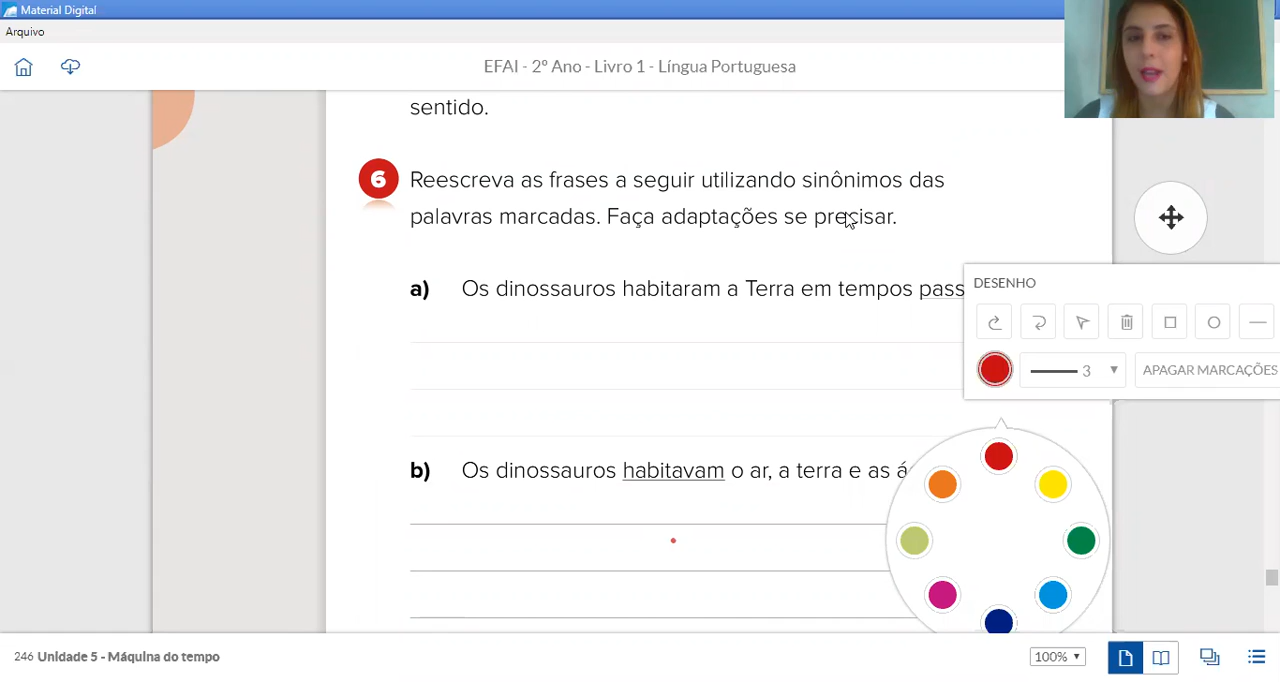 Material Digital
Arquivo
EFAI - 2º Ano - Livro 1 - Língua Portuguesa
sentido.
6 Reescreva as frases a seguir utilizando sinônimos das
palavras marcadas. Faça adaptações se precisar.
DESENHO
a) Os dinossauros habitaram a Terra em tempos pass
3
APAGAR MARCAÇÕES
b) Os dinossauros habitavam o ar, a terra e as á
246 Unidade 5 - Máquina do tempo
100%